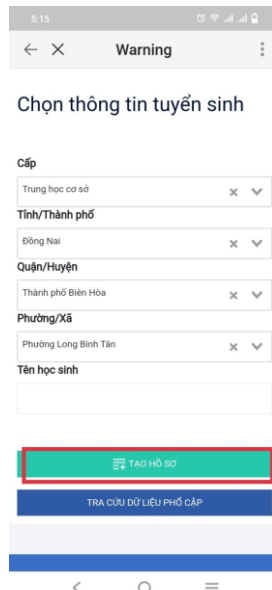 5:15
Warning
Chọn thông tin tuyển sinh
Cấp
Trung học cơ sở
Tỉnh/Thành phố
Đồng Nai
Quận/Huyện
Thành phố Biên Hòa
Phường/Xã
Phường Long Bình Tân
Tên học sinh
TẠO HỒ SƠ
TRA CỨU DỮ LIỆU PHỔ CẬP